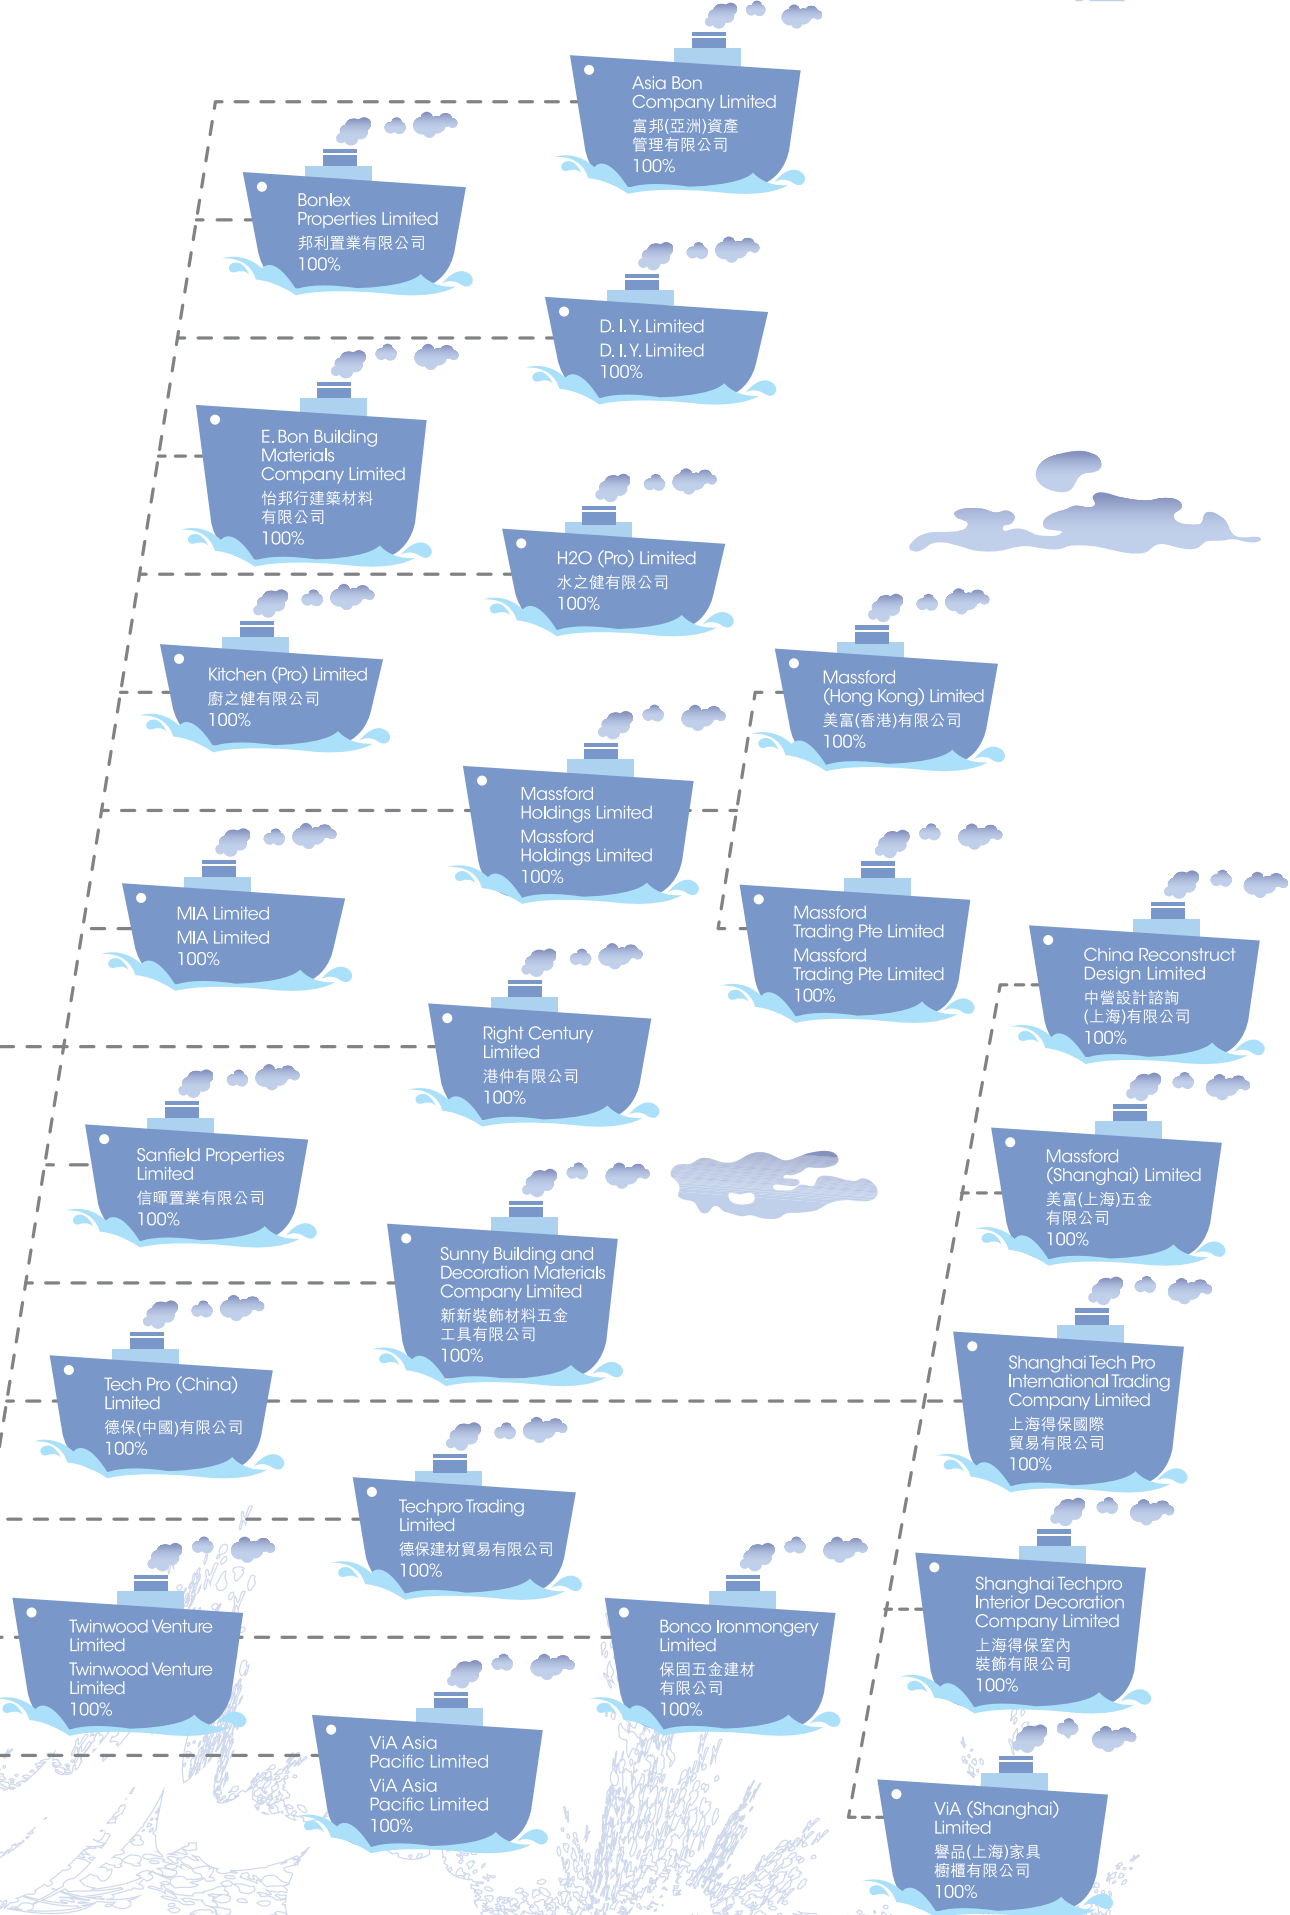 Asia Bon
Company Limited
富邦(亞洲)資產
管理有限公司
100%
Bonlex
Properties Limited
邦利置業有限公司
100%
D. I. Y. Limited
D. I. Y. Limited
100%
E. Bon Building
Materials
Company Limited
怡邦行建築材料
有限公司
100%
H2O (Pro) Limited
水之健有限公司
100%
Kitchen (Pro) Limited
廚之健有限公司
100%
Massford
(Hong Kong) Limited
美富(香港)有限公司
100%
Massford
Holdings Limited
Massford
Holdings Limited
100%
MIA Limited
MIA Limited
100%
Massford
Trading Pte Limited
Massford
Trading Pte Limited
100%
China Reconstruct
Design Limited
中營設計諮詢
(上海)有限公司
100%
Right Century
Limited
港仲有限公司
100%
Sanfield Properties
Limited
信暉置業有限公司
100%
Massford
(Shanghai) Limited
美富(上海)五金
有限公司
100%
Sunny Building and
Decoration Materials
Company Limited
新新裝飾材料五金
工具有限公司
100%
Tech Pro (China)
Limited
德保(中國)有限公司
100%
Shanghai Tech Pro
International Trading
Company Limited
上海得保國際
貿易有限公司
100%
Techpro Trading
Limited
德保建材貿易有限公司
100%
Shanghai Techpro
Interior Decoration
Company Limited
上海得保室內
裝飾有限公司
100%
Twinwood Venture
Limited
Twinwood Venture
Limited
100%
Bonco Ironmongery
Limited
保固五金建材
有限公司
100%
ViA Asia
Pacific Limited
ViA Asia
Pacific Limited
100%
ViA (Shanghai)
Limited
譽品(上海)家具
櫥櫃有限公司
100%